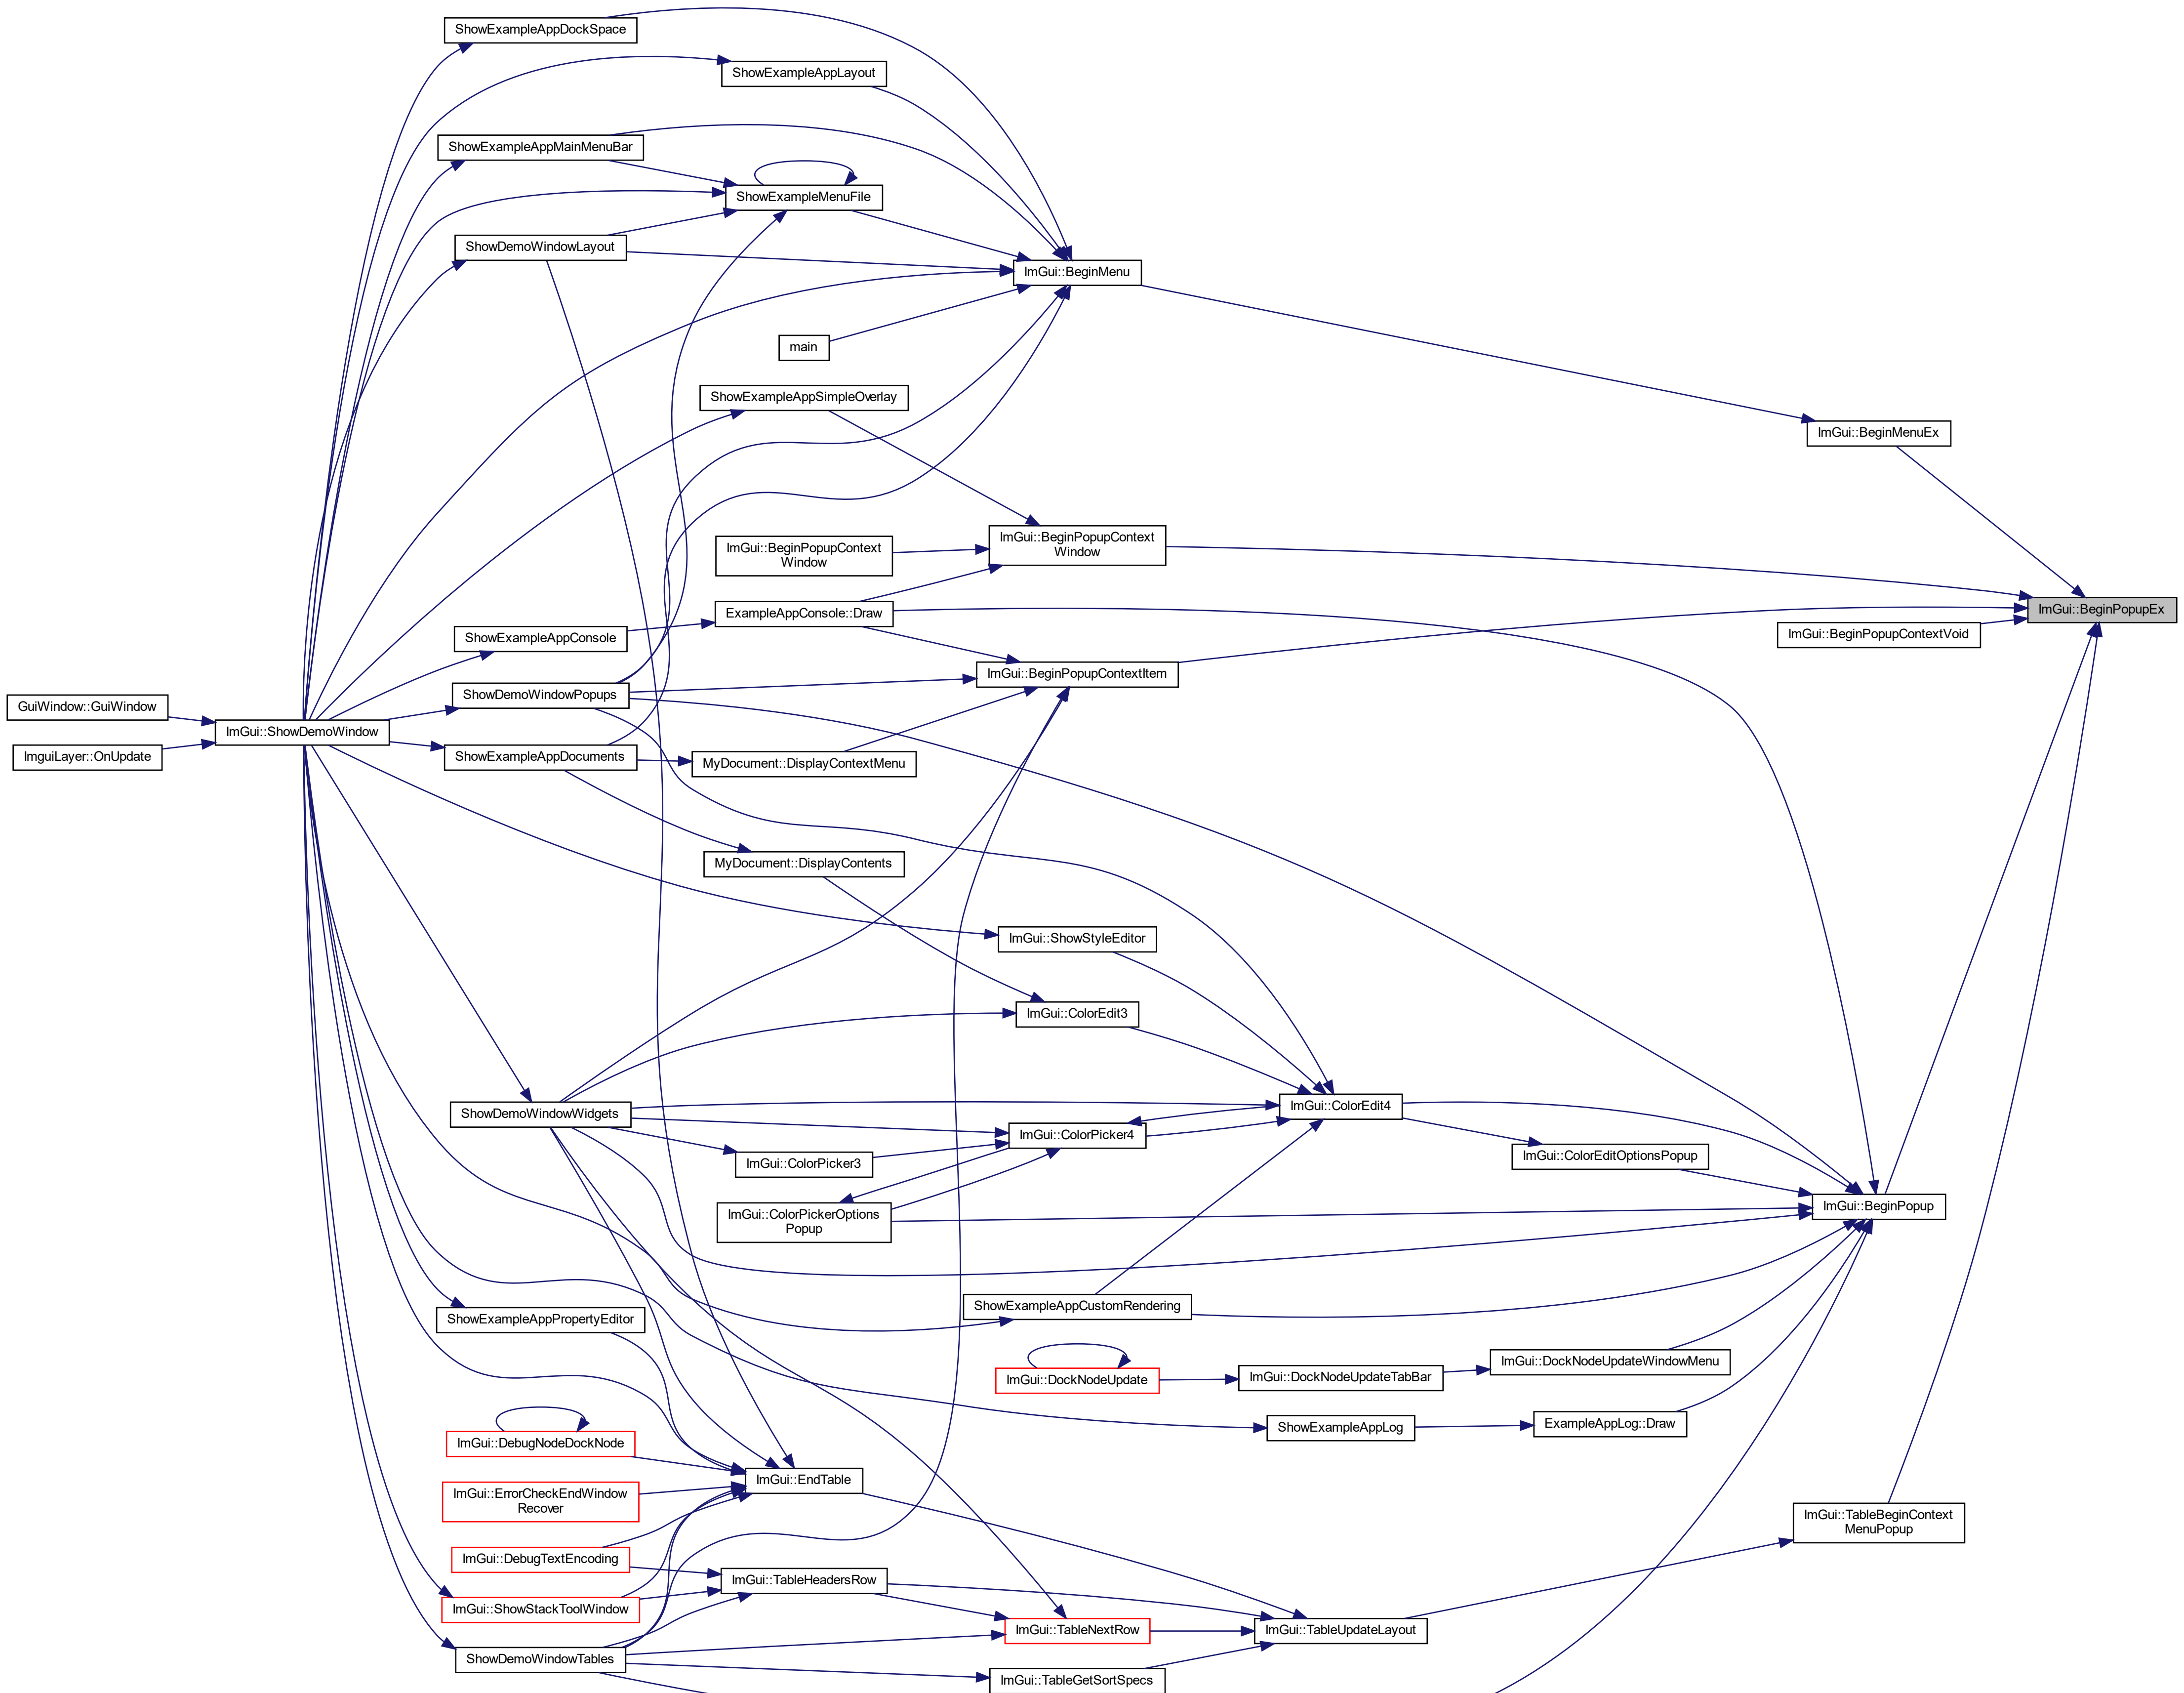 ShowExampleAppDockSpace
ShowExampleAppLayout
ShowExampleAppMainMenuBar
ShowExampleMenuFile
ShowDemoWindowLayout
ImGui::BeginMenu
main
ShowExampleAppSimpleOverlay
ImGui::BeginMenuEx
ImGui::BeginPopupContext
Window
ImGui::BeginPopupContext
Window
ImGui::BeginPopupEx
ExampleAppConsole::Draw
ImGui::BeginPopupContextVoid
ShowExampleAppConsole
ImGui::BeginPopupContextItem
ShowDemoWindowPopups
GuiWindow::GuiWindow
ImGui::ShowDemoWindow
ImguiLayer::OnUpdate
ShowExampleAppDocuments
MyDocument::DisplayContextMenu
MyDocument::DisplayContents
ImGui::ShowStyleEditor
ImGui::ColorEdit3
ShowDemoWindowWidgets
ImGui::ColorEdit4
ImGui::ColorPicker4
ImGui::ColorPicker3
ImGui::ColorEditOptionsPopup
ImGui::BeginPopup
ImGui::ColorPickerOptions
Popup
ShowExampleAppCustomRendering
ShowExampleAppPropertyEditor
ImGui::DockNodeUpdateWindowMenu
ImGui::DockNodeUpdate
ImGui::DockNodeUpdateTabBar
ShowExampleAppLog
ExampleAppLog::Draw
ImGui::DebugNodeDockNode
ImGui::EndTable
ImGui::ErrorCheckEndWindow
Recover
ImGui::TableBeginContext
MenuPopup
ImGui::DebugTextEncoding
ImGui::TableHeadersRow
ImGui::ShowStackToolWindow
ImGui::TableNextRow
ImGui::TableUpdateLayout
ShowDemoWindowTables
ImGui::TableGetSortSpecs